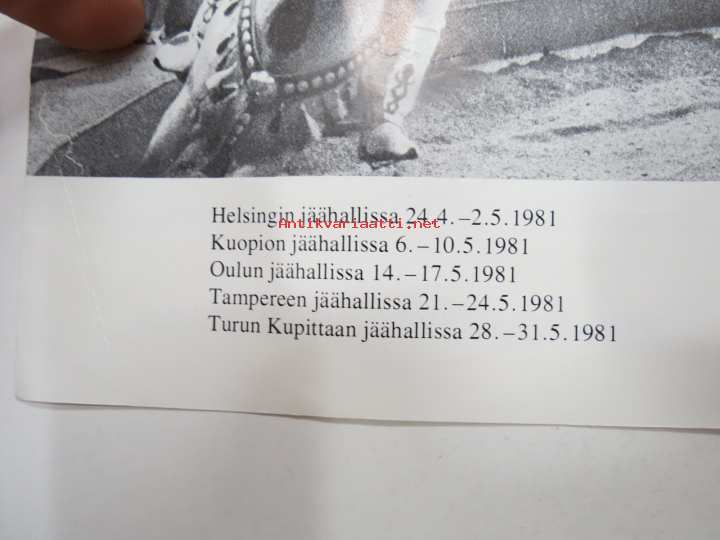 Helsingin jäähallissa 24.4.–2.5.1981
Antikvariaatti.net
Kuopion jäähallissa 6.–10.5.1981
Oulun jäähallissa 14.–17.5.1981
Tampereen jäähallissa 21.–24.5.1981
Turun Kupittaan jäähallissa 28.–31.5.1981